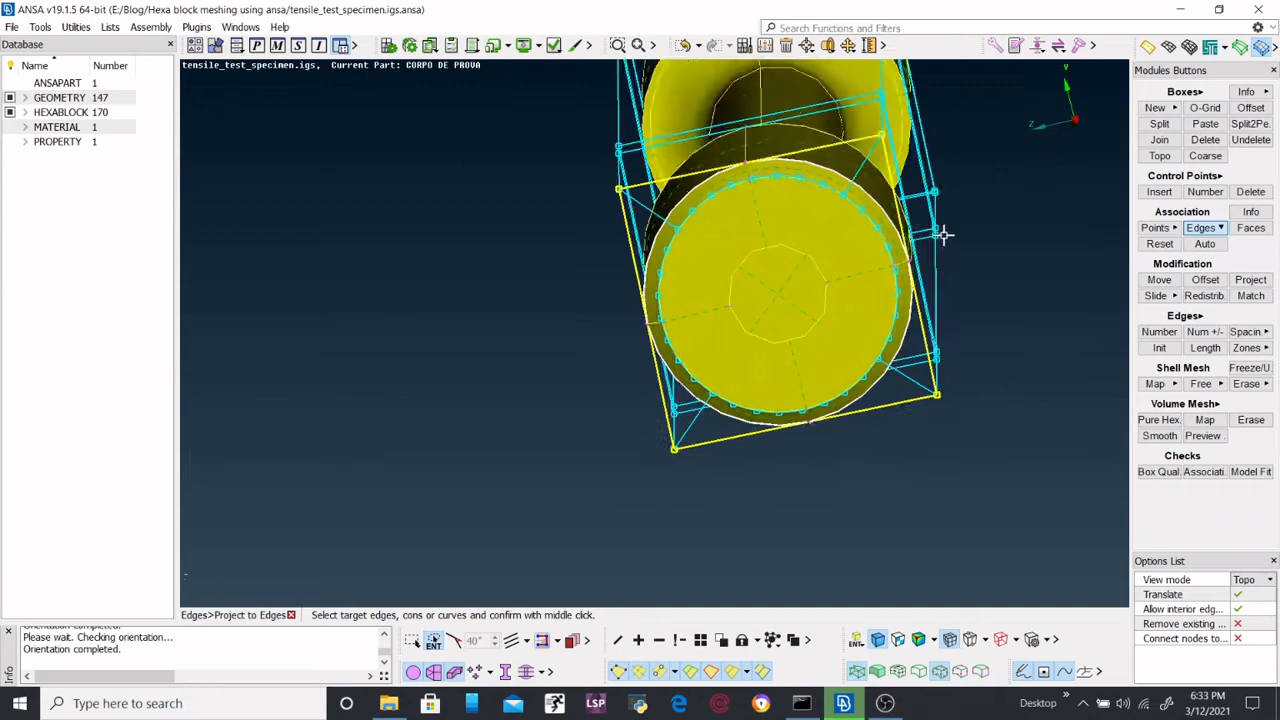 ANSA v19.1.5 64-bit (E:/Blog/Hexa block meshing using ansa/tensile_test_specimen.igs.ansa)
File Tools Utilities Lists Assembly Plugins Windows Help
Search Functions and Filters
Database
tensile_test_specimen.igs, Current Part: CORPO DE PROVA
Name Number
ANSAPART 1
GEOMETRY 147
HEXABLOCK 170
MATERIAL 1
PROPERTY 1
Y
Z
Modules Buttons
Boxes▸ Info ▸
New ▸ O-Grid Offset
Split Paste Split2Pe.
Join Delete Undelete
Topo Coarse
Control Points▸
Insert Number Delete
Association Info
Points ▸ Edges ▾ Faces
Reset Auto
Modification
Move Offset Project
Slide ▸ Redistrib. Match
Edges▸
Number Num +/- Spacin.
Init Length Zones ▸
Shell Mesh Freeze/U.
Map ▸ Free ▸ Erase ▸
Volume Mesh▸
Pure Hex. Map Erase
Smooth Preview .
Checks
Box Qual. Associati. Model Fit
Options List
View mode Topo
Translate
Allow interior edg...
Remove existing ...
Connect nodes to...
Edges>Project to Edges Select target edges, cons or curves and confirm with middle click.
Orientation completed.
Please wait. Checking orientation...
Orientation completed.
Info
ENT 40° ENT
Type here to search
LSP
Desktop
6:33 PM
3/12/2021